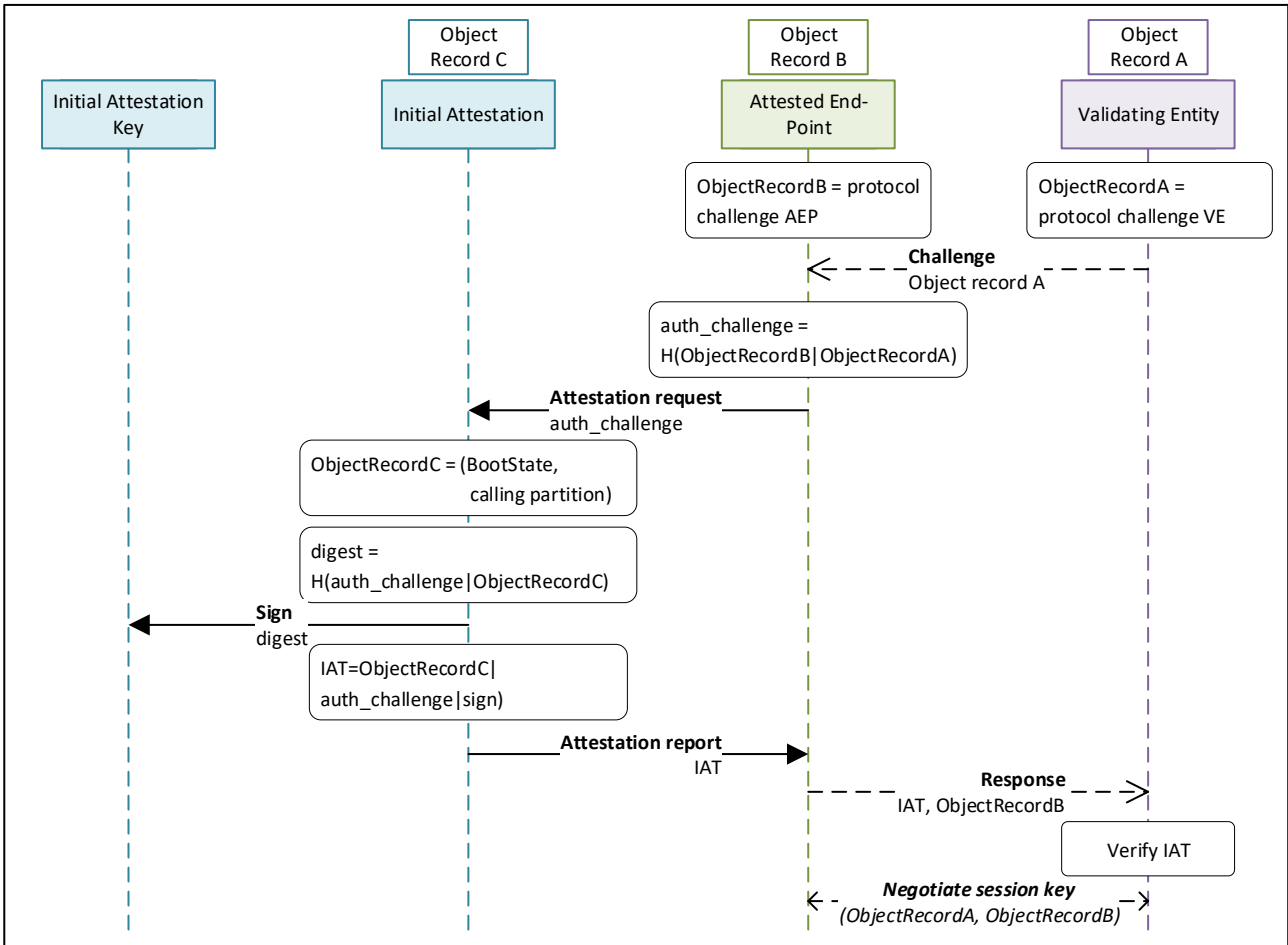 Object
Record C
Object
Record B
Object
Record A
Initial Attestation
Key
Initial Attestation
Attested End-
Point
Validating Entity
ObjectRecordB = protocol
challenge AEP
ObjectRecordA =
protocol challenge VE
Challenge
Object record A
auth_challenge =
H(ObjectRecordB|ObjectRecordA)
Attestation request
auth_challenge
ObjectRecordC = (BootState,
calling partition)
digest =
H(auth_challenge|ObjectRecordC)
Sign
digest
IAT=ObjectRecordC|
auth_challenge|sign)
Attestation report
IAT
Response
IAT, ObjectRecordB
Verify IAT
Negotiate session key
(ObjectRecordA, ObjectRecordB)